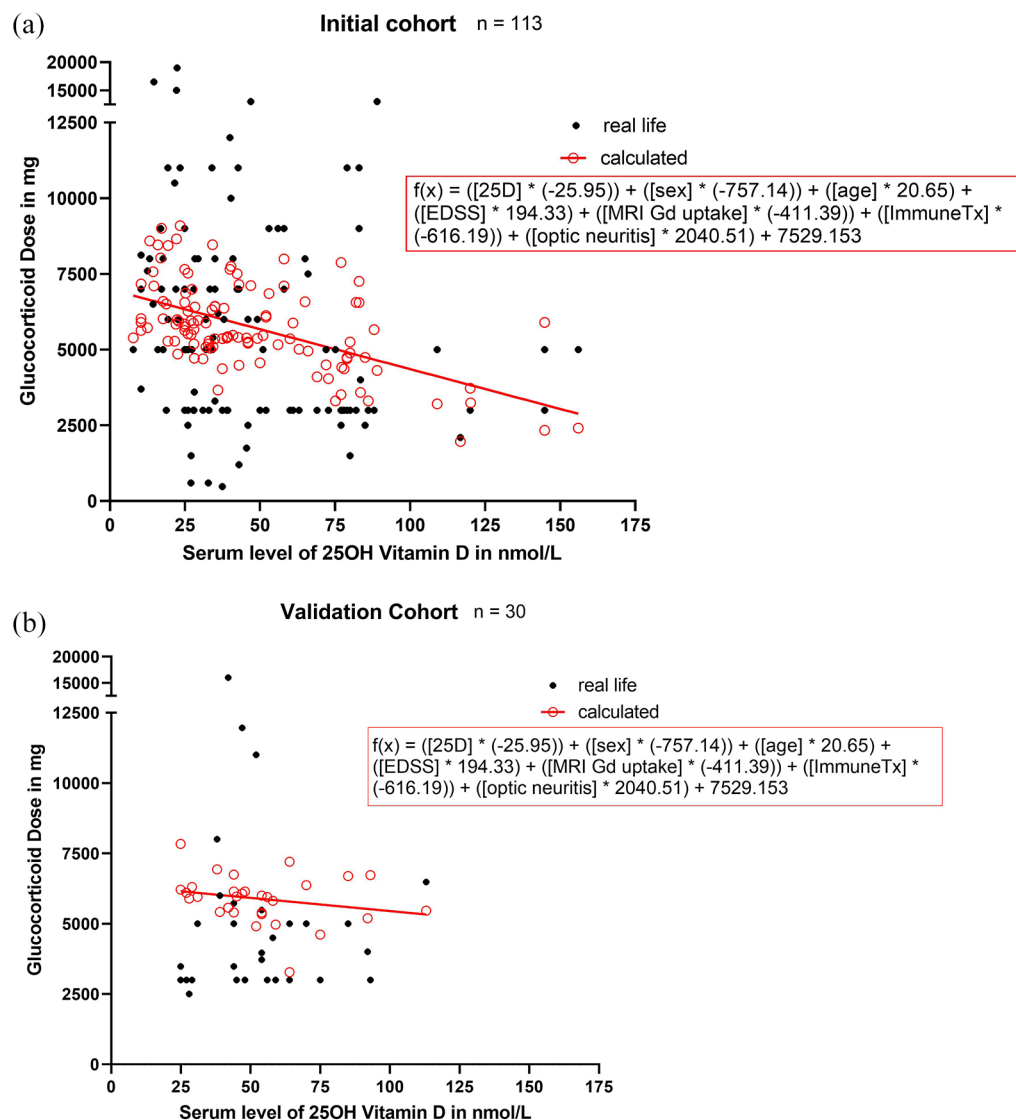 (a)
Initial cohort n = 113
20000
15000
12500
10000
7500
5000
2500
0
Glucocorticoid Dose in mg
real life
calculated
f(x) = ([25D] * (-25.95)) + ([sex] * (-757.14)) + ([age] * 20.65) +
([EDSS] * 194.33) + ([MRI Gd uptake] * (-411.39)) + ([ImmuneTx] *
(-616.19)) + ([optic neuritis] * 2040.51) + 7529.153
0 25 50 75 100 125 150 175
Serum level of 25OH Vitamin D in nmol/L
(b)
Validation Cohort n = 30
20000
15000
12500
10000
7500
5000
2500
0
Glucocorticoid Dose in mg
real life
calculated
f(x) = ([25D] * (-25.95)) + ([sex] * (-757.14)) + ([age] * 20.65) +
([EDSS] * 194.33) + ([MRI Gd uptake] * (-411.39)) + ([ImmuneTx] *
(-616.19)) + ([optic neuritis] * 2040.51) + 7529.153
0 25 50 75 100 125 150 175
Serum level of 25OH Vitamin D in nmol/L